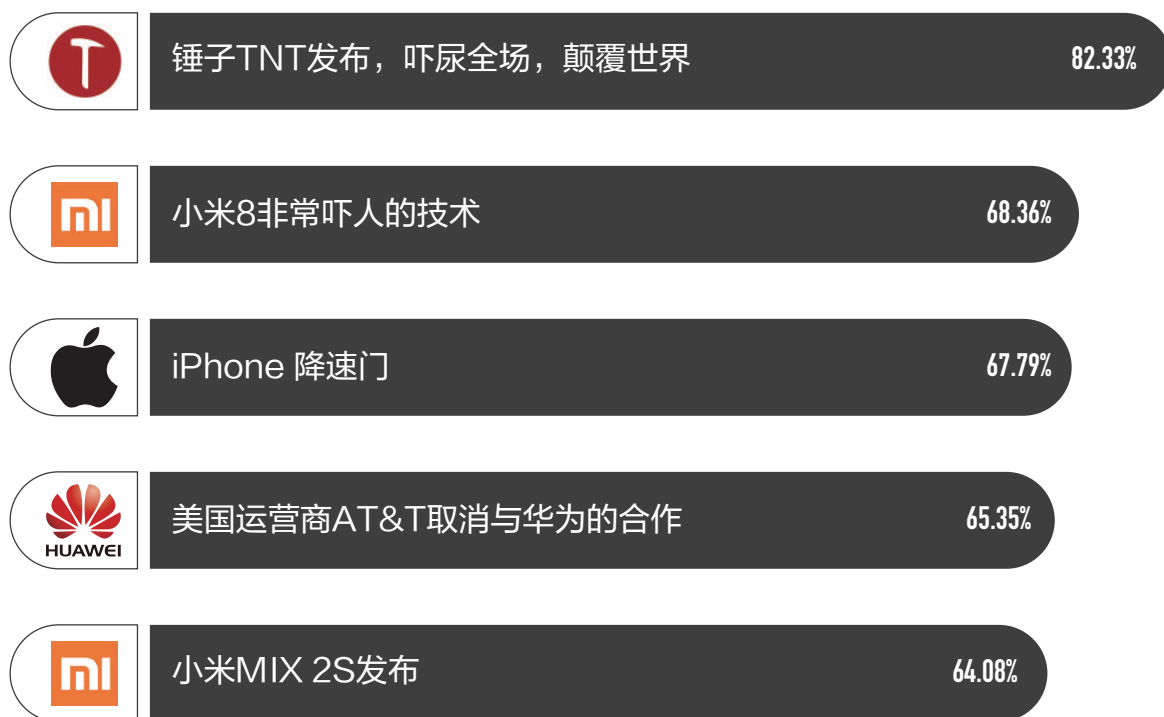 锤子TNT发布，吓尿全场，颠覆世界 82.33%
小米8非常吓人的技术 68.36%
iPhone 降速门 67.79%
HUAWEI
美国运营商AT&T取消与华为的合作 65.35%
小米MIX 2S发布 64.08%